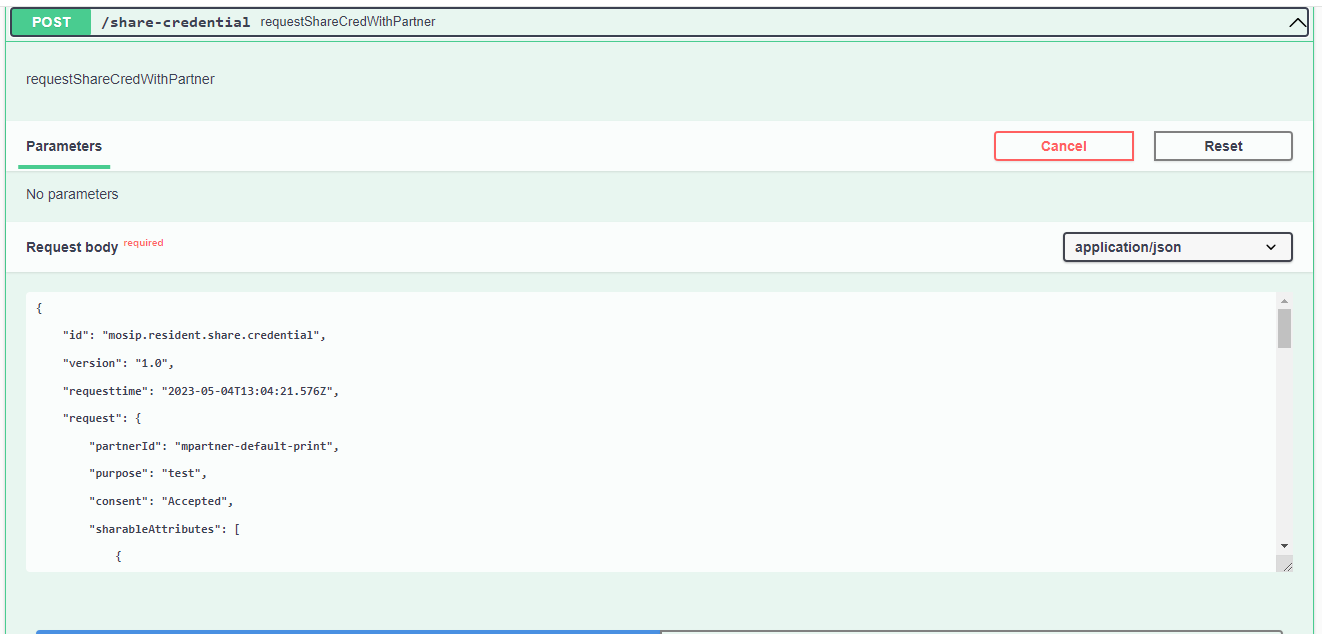 POST /share-credential requestShareCredWithPartner
requestShareCredWithPartner
Parameters Cancel Reset
No parameters
Request body required application/json
{
"id": "mosip.resident.share.credential",
"version": "1.0",
"requesttime": "2023-05-04T13:04:21.576Z",
"request": {
"partnerId": "mpartner-default-print",
"purpose": "test",
"consent": "Accepted",
"sharableAttributes": [
{